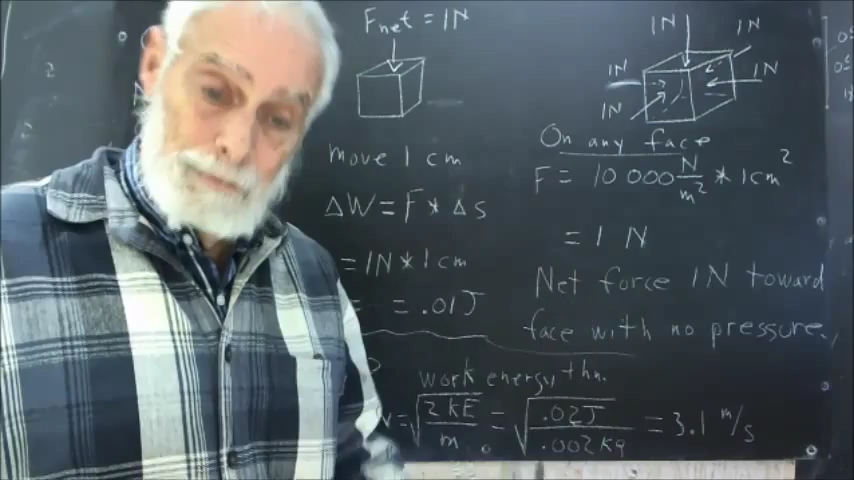 Fnet = 1N
move 1 cm
ΔW = F * Δs
= 1N * 1cm
= .01J
1N
1N
1N
1N
1N
On any face
F = 10 000 N/m² * 1cm²
= 1 N
Net force 1N toward
face with no pressure.
work energy thm.
v = √(2KE/m) = √(.02J/.002kg) = 3.1 m/s